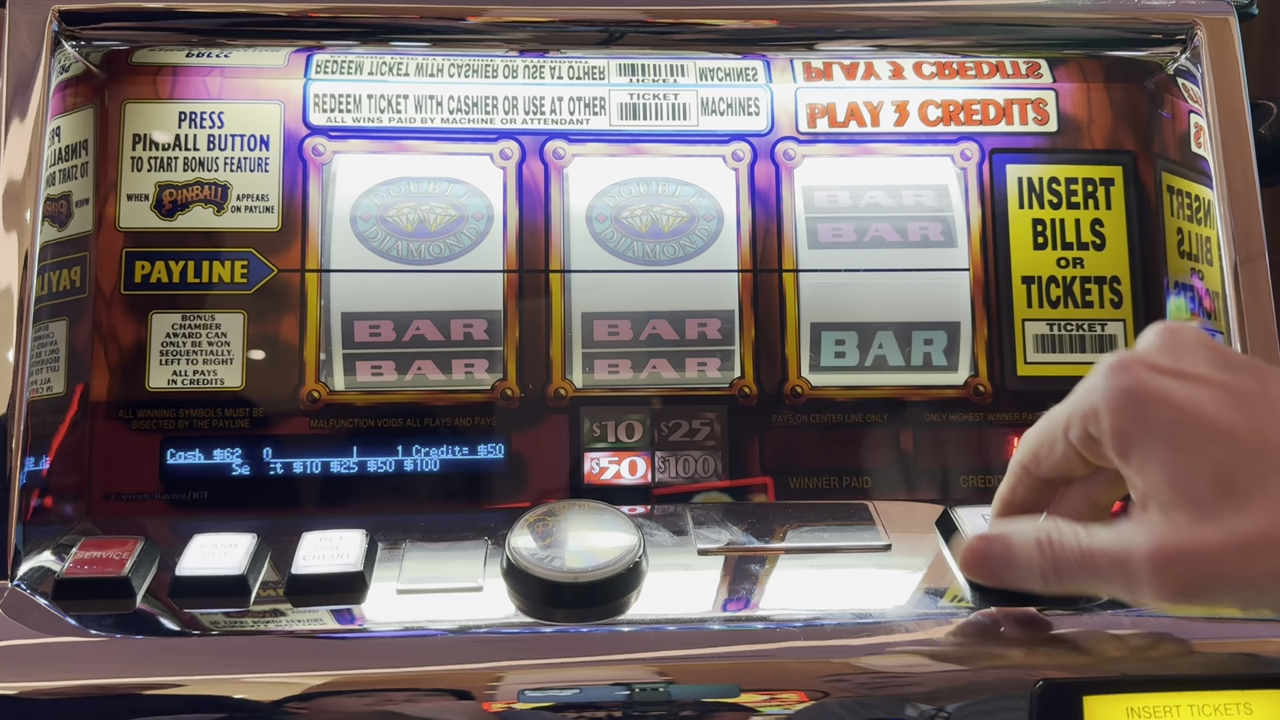 REDEEM TICKET WITH CASHIER OR USE AT OTHER TICKET MACHINES
ALL WINS PAID BY MACHINE OR ATTENDANT
PLAY 3 CREDITS
PRESS
PINBALL BUTTON
TO START BONUS FEATURE
WHEN PINBALL APPEARS
ON PAYLINE
DOUBLE
DIAMOND
DOUBLE
DIAMOND
BAR
BAR
INSERT
BILLS
OR
TICKETS
TICKET
PAYLINE
BONUS
CHAMBER
AWARD CAN
ONLY BE WON
SEQUENTIALLY.
LEFT TO RIGHT
ALL PAYS
IN CREDITS
BAR
BAR
BAR
BAR
BAR
ALL WINNING SYMBOLS MUST BE
BISECTED BY THE PAYLINE
MALFUNCTION VOIDS ALL PLAYS AND PAYS
PAYS ON CENTER LINE ONLY
ONLY HIGHEST WINNER
Cash $62 0 1 Credit= $50
$10 $25 $50 $100
$10 $25
$50 $100
WINNER PAID
SERVICE
CASH
CREDIT
INSERT TICKETS